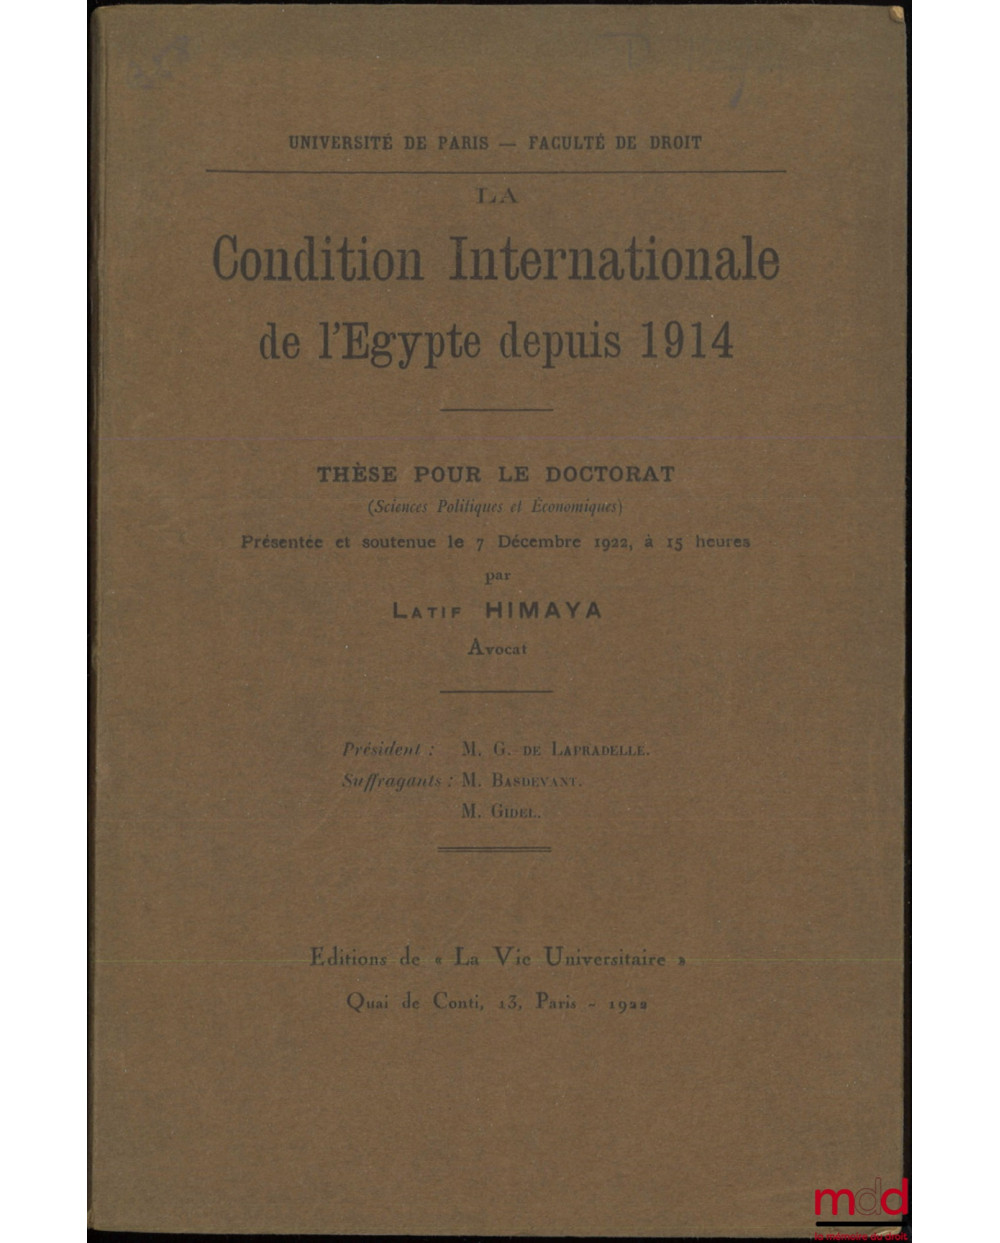 UNIVERSITÉ DE PARIS — FACULTÉ DE DROIT
LA
Condition Internationale
de l'Egypte depuis 1914
THÈSE POUR LE DOCTORAT
(Sciences Politiques et Économiques)
Présentée et soutenue le 7 Décembre 1922, à 15 heures
par
LATIF HIMAYA
Avocat
Président : M. G. DE LAPRADELLE.
Suffragants : M. BASDEVANT.
M. GIDEL.
Editions de « La Vie Universitaire »
Quai de Conti, 13, Paris - 1922
mdd
la mémoire du droit